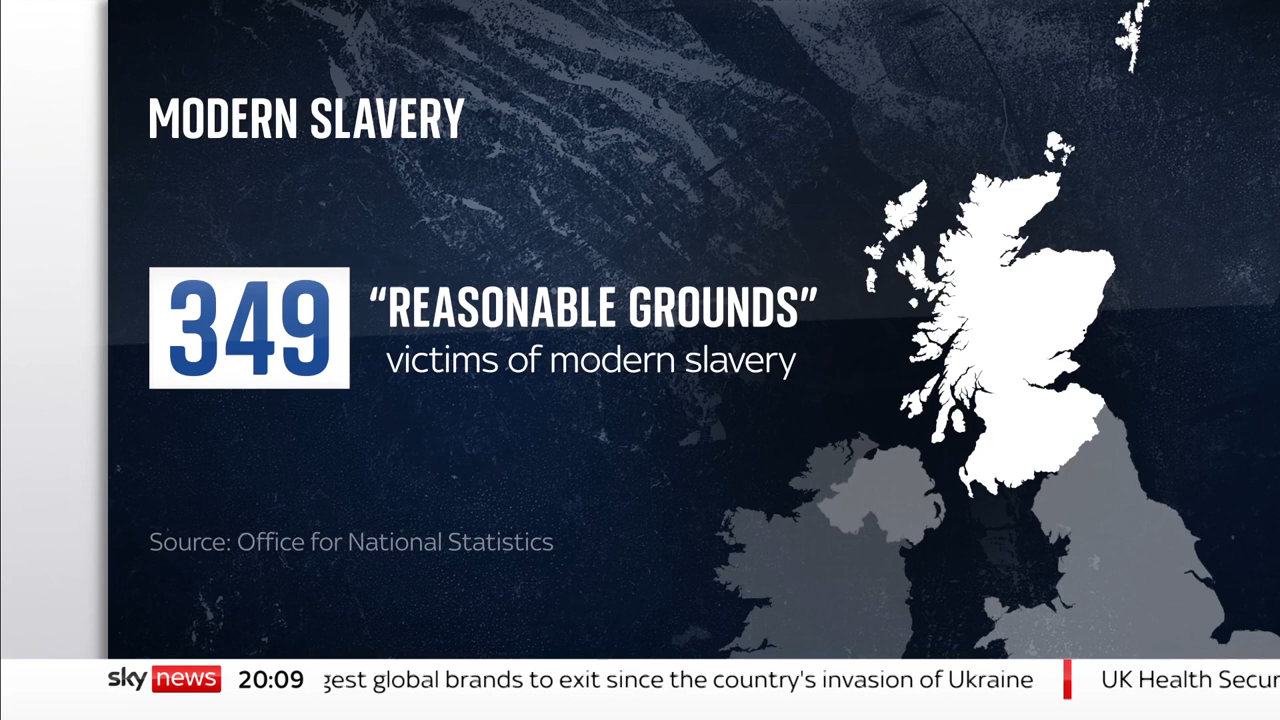 MODERN SLAVERY
349
“REASONABLE GROUNDS”
victims of modern slavery
Source: Office for National Statistics
sky news 20:09 gest global brands to exit since the country's invasion of Ukraine UK Health Secur